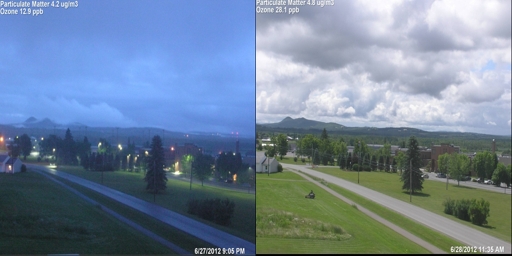 Particulate Matter 4.2 ug/m3
Ozone 12.9 ppb
6/27/2012 9:05 PM
Particulate Matter 4.8 ug/m3
Ozone 28.1 ppb
6/28/2012 11:35 AM